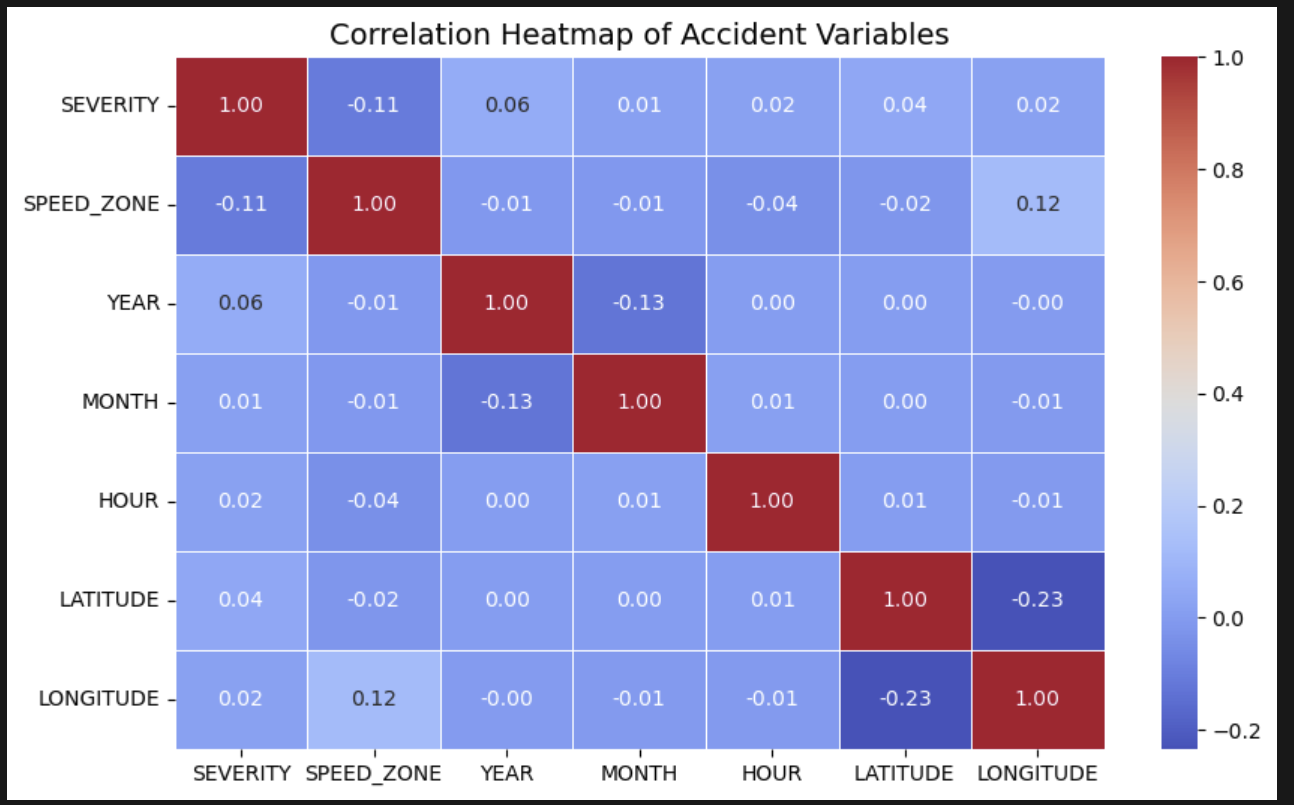 Correlation Heatmap of Accident Variables
SEVERITY 1.00 -0.11 0.06 0.01 0.02 0.04 0.02
SPEED_ZONE -0.11 1.00 -0.01 -0.01 -0.04 -0.02 0.12
YEAR 0.06 -0.01 1.00 -0.13 0.00 0.00 -0.00
MONTH 0.01 -0.01 -0.13 1.00 0.01 0.00 -0.01
HOUR 0.02 -0.04 0.00 0.01 1.00 0.01 -0.01
LATITUDE 0.04 -0.02 0.00 0.00 0.01 1.00 -0.23
LONGITUDE 0.02 0.12 -0.00 -0.01 -0.01 -0.23 1.00
SEVERITY SPEED_ZONE YEAR MONTH HOUR LATITUDE LONGITUDE
1.0
0.8
0.6
0.4
0.2
0.0
−0.2